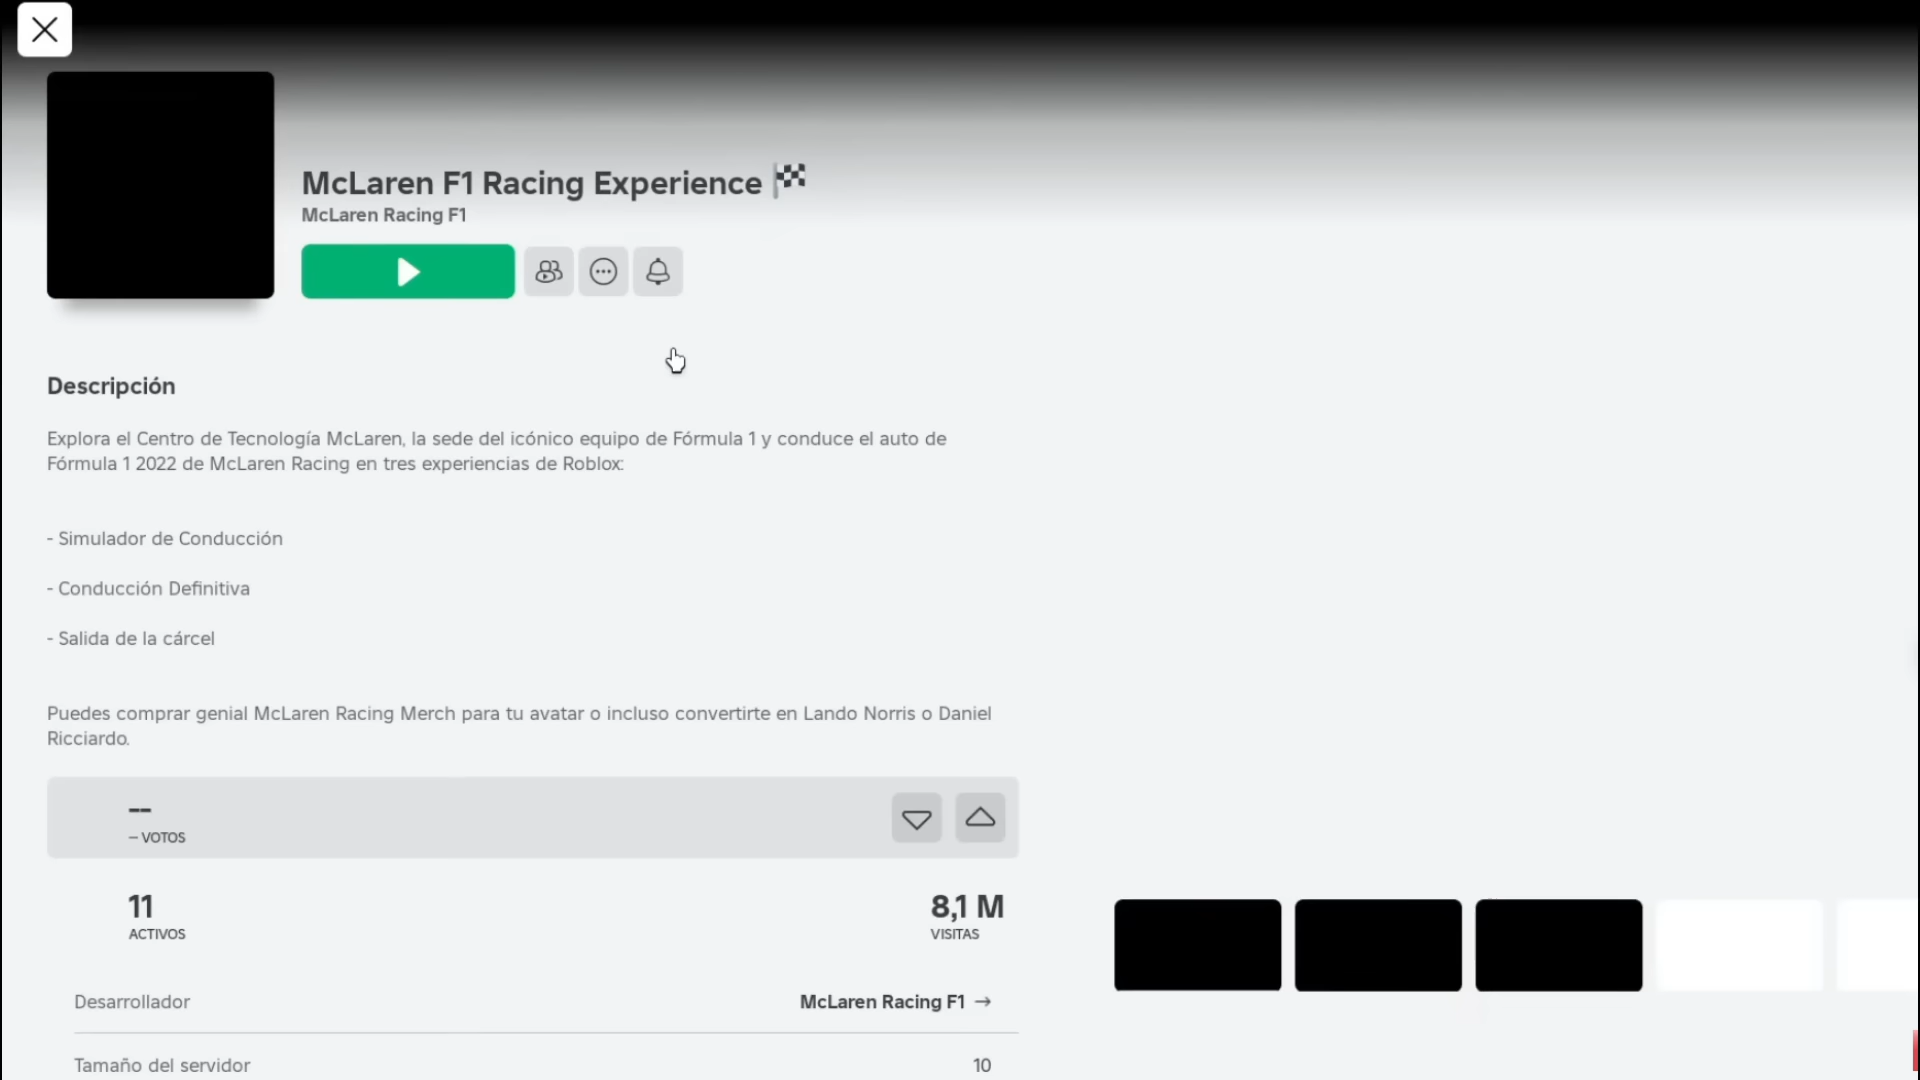 McLaren F1 Racing Experience 🏁
McLaren Racing F1
Descripción
Explora el Centro de Tecnología McLaren, la sede del icónico equipo de Fórmula 1 y conduce el auto de
Fórmula 1 2022 de McLaren Racing en tres experiencias de Roblox:
- Simulador de Conducción
- Conducción Definitiva
- Salida de la cárcel
Puedes comprar genial McLaren Racing Merch para tu avatar o incluso convertirte en Lando Norris o Daniel
Ricciardo.
--
-- VOTOS
11
ACTIVOS
8,1 M
VISITAS
Desarrollador
McLaren Racing F1 →
Tamaño del servidor
10